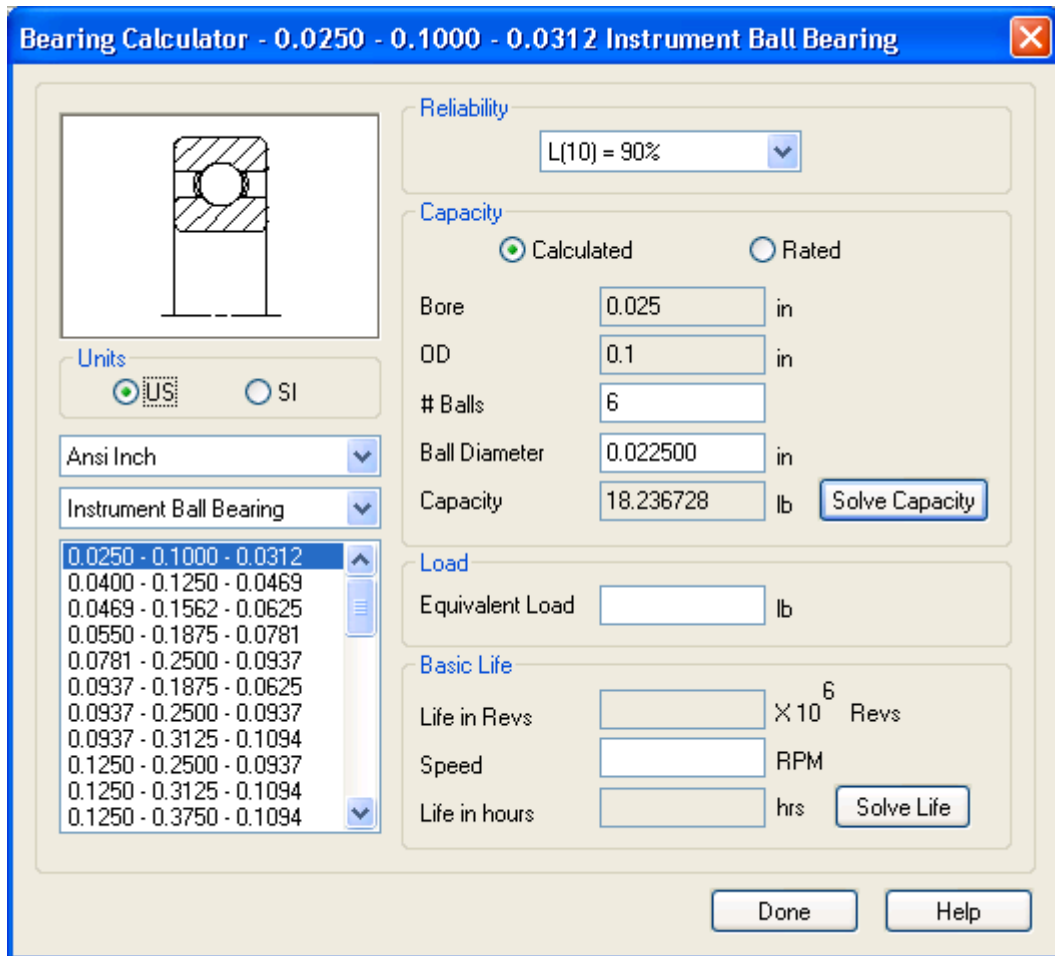 Bearing Calculator - 0.0250 - 0.1000 - 0.0312 Instrument Ball Bearing
Units
US SI
Ansi Inch
Instrument Ball Bearing
0.0250 - 0.1000 - 0.0312
0.0400 - 0.1250 - 0.0469
0.0469 - 0.1562 - 0.0625
0.0550 - 0.1875 - 0.0781
0.0781 - 0.2500 - 0.0937
0.0937 - 0.1875 - 0.0625
0.0937 - 0.2500 - 0.0937
0.0937 - 0.3125 - 0.1094
0.1250 - 0.2500 - 0.0937
0.1250 - 0.3125 - 0.1094
0.1250 - 0.3750 - 0.1094
Reliability
L(10) = 90%
Capacity
Calculated Rated
Bore 0.025 in
OD 0.1 in
# Balls 6
Ball Diameter 0.022500 in
Capacity 18.236728 lb Solve Capacity
Load
Equivalent Load lb
Basic Life
Life in Revs X 10 6 Revs
Speed RPM
Life in hours hrs Solve Life
Done Help